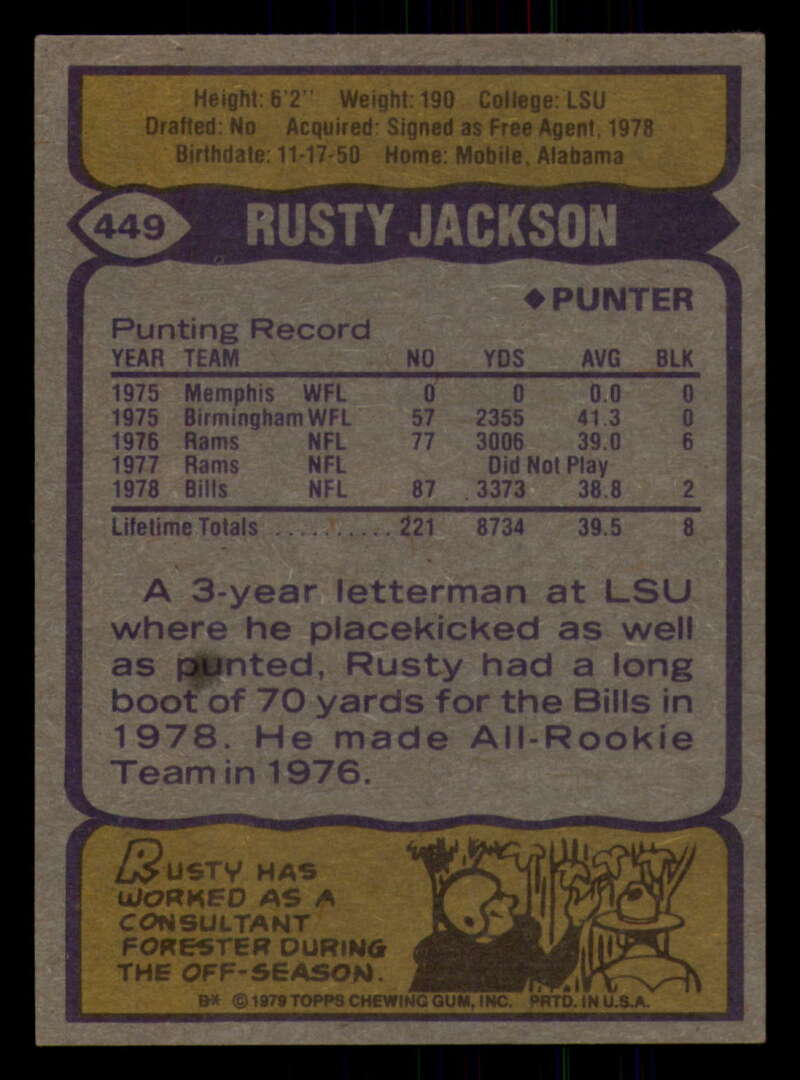 Height: 6'2" Weight: 190 College: LSU
Drafted: No Acquired: Signed as Free Agent, 1978
Birthdate: 11-17-50 Home: Mobile, Alabama
449 RUSTY JACKSON
◆PUNTER
Punting Record
YEAR TEAM NO YDS AVG BLK
1975 Memphis WFL 0 0 0.0 0
1975 Birmingham WFL 57 2355 41.3 0
1976 Rams NFL 77 3006 39.0 6
1977 Rams NFL Did Not Play
1978 Bills NFL 87 3373 38.8 2
Lifetime Totals .......... 221 8734 39.5 8
A 3-year letterman at LSU
where he placekicked as well
as punted, Rusty had a long
boot of 70 yards for the Bills in
1978. He made All-Rookie
Team in 1976.
RUSTY HAS
WORKED AS A
CONSULTANT
FORESTER DURING
THE OFF-SEASON.
B* © 1979 TOPPS CHEWING GUM, INC. PRTD. IN U.S.A.